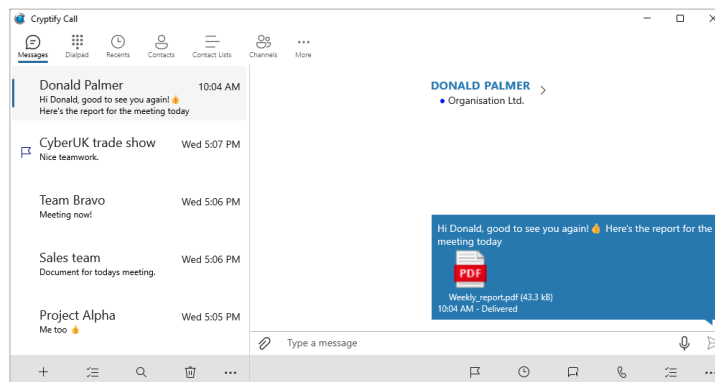 Cryptify Call
Messages
Dialpad
Recents
Contacts
Contact Lists
Channels
More
Donald Palmer 10:04 AM
Hi Donald, good to see you again!👍
Here's the report for the meeting today
CyberUK trade show Wed 5:07 PM
Nice teamwork.
Team Bravo Wed 5:06 PM
Meeting now!
Sales team Wed 5:06 PM
Document for todays meeting.
Project Alpha Wed 5:05 PM
Me too 👍
DONALD PALMER
Organisation Ltd.
Hi Donald, good to see you again!👍 Here's the report for the
meeting today
PDF
Weekly_report.pdf (43.3 kB)
10:04 AM - Delivered
Type a message